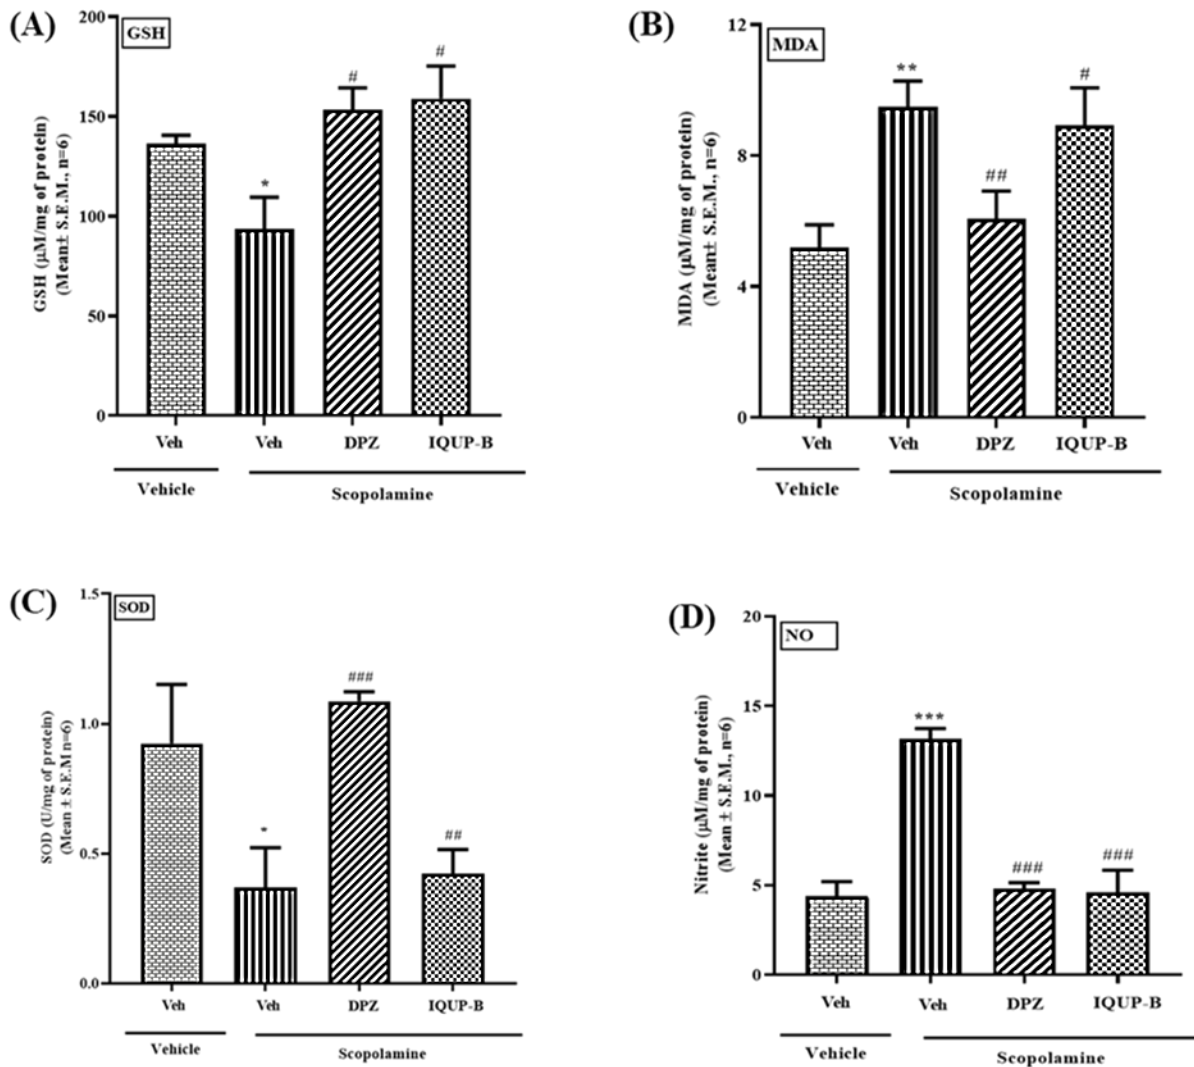 (A)
GSH
GSH (μM/mg of protein)
(Mean± S.E.M., n=6)
200
150
100
50
0
*
#
#
Veh
Veh
DPZ
IQUP-B
Vehicle
Scopolamine
(B)
MDA
MDA (μM/mg of protein)
(Mean± S.E.M., n=6)
12
8
4
0
**
##
#
Veh
Veh
DPZ
IQUP-B
Vehicle
Scopolamine
(C)
SOD
SOD (U/mg of protein)
(Mean ± S.E.M n=6)
1.5
1.0
0.5
0.0
*
###
##
Veh
Veh
DPZ
IQUP-B
Vehicle
Scopolamine
(D)
NO
Nitrite (μM/mg of protein)
(Mean ± S.E.M., n=6)
20
15
10
5
0
***
###
###
Veh
Veh
DPZ
IQUP-B
Vehicle
Scopolamine